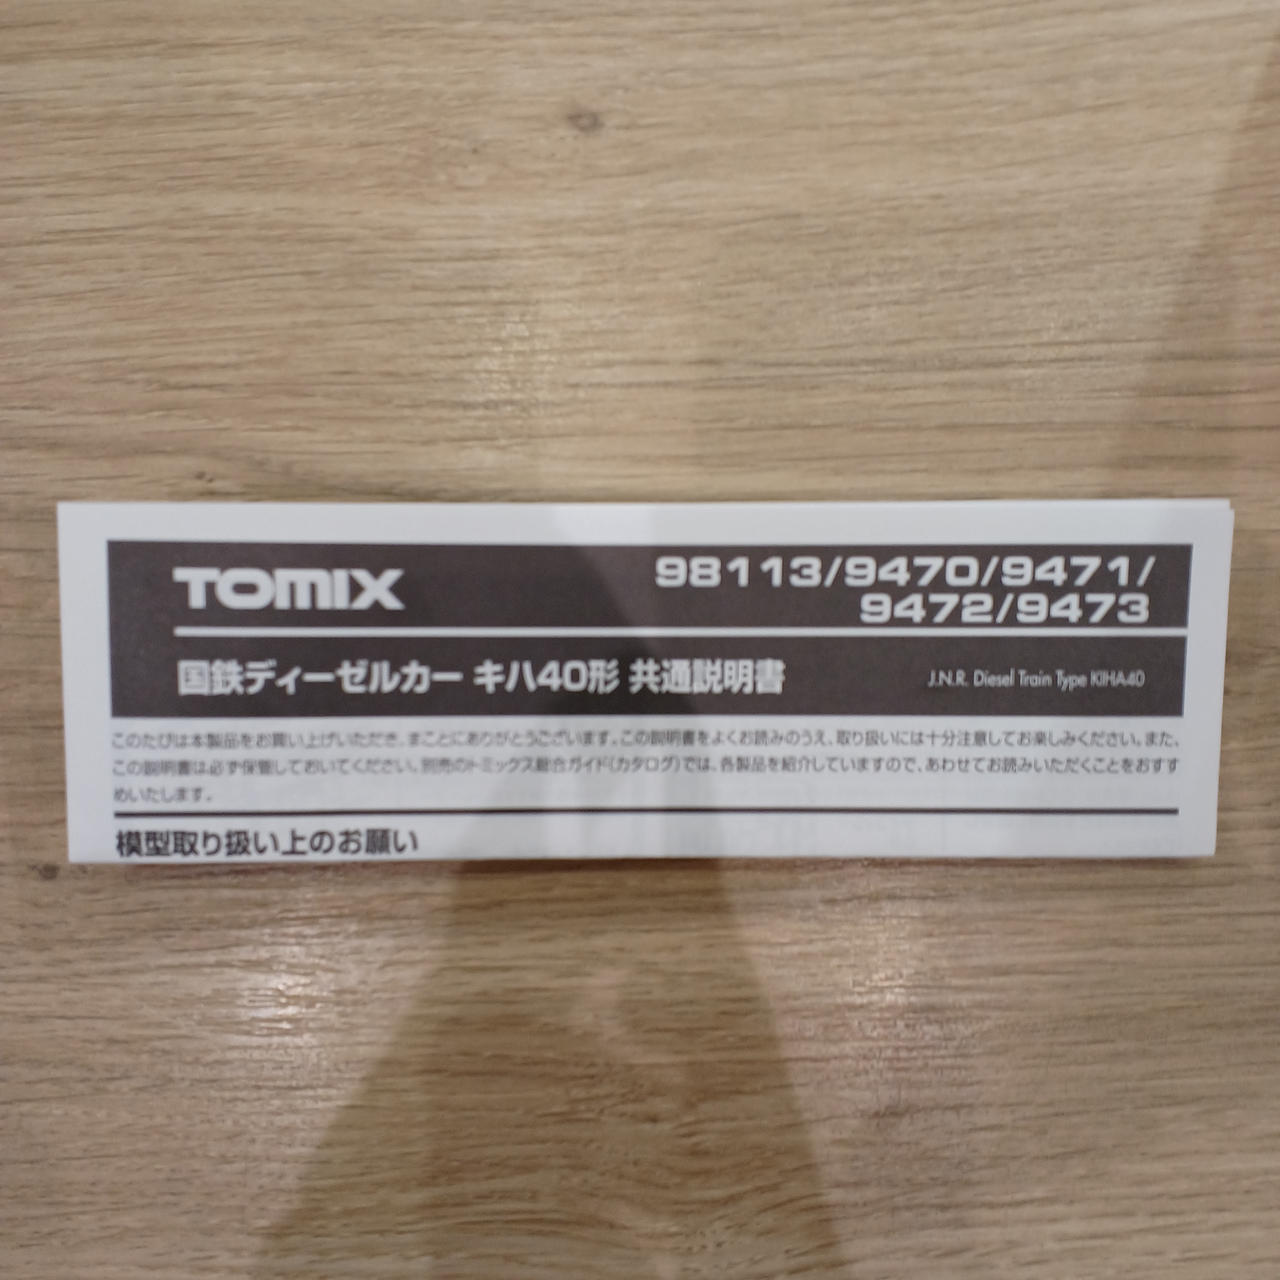 TOMIX
98113/9470/9471/
9472/9473
国鉄ディーゼルカー キハ40形 共通説明書
J.N.R. Diesel Train Type KIHA40
このたびは本製品をお買い上げいただき、まことにありがとうございます。この説明書をよくお読みのうえ、取り扱いには十分注意してお楽しみください。また、
この説明書は必ず保管しておいてください。別売のトミックス総合ガイド(カタログ)では、各製品を紹介していますので、あわせてお読みいただくことをおすす
めいたします。
模型取り扱い上のお願い